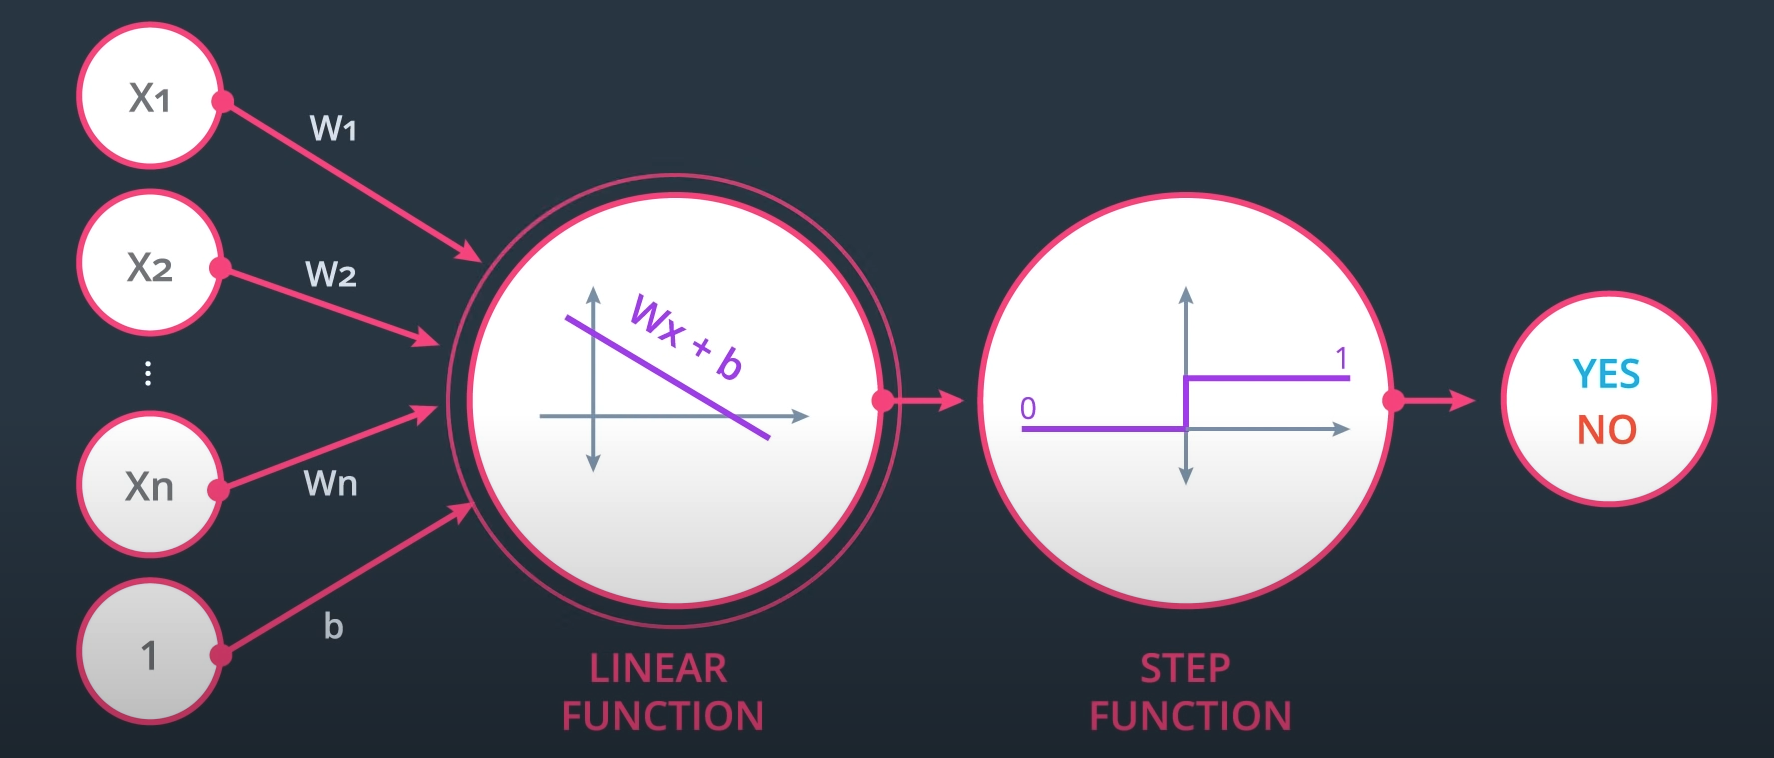 X1
W1
X2
W2
Xn
Wn
1
b
Wx + b
LINEAR
FUNCTION
0
1
STEP
FUNCTION
YES
NO